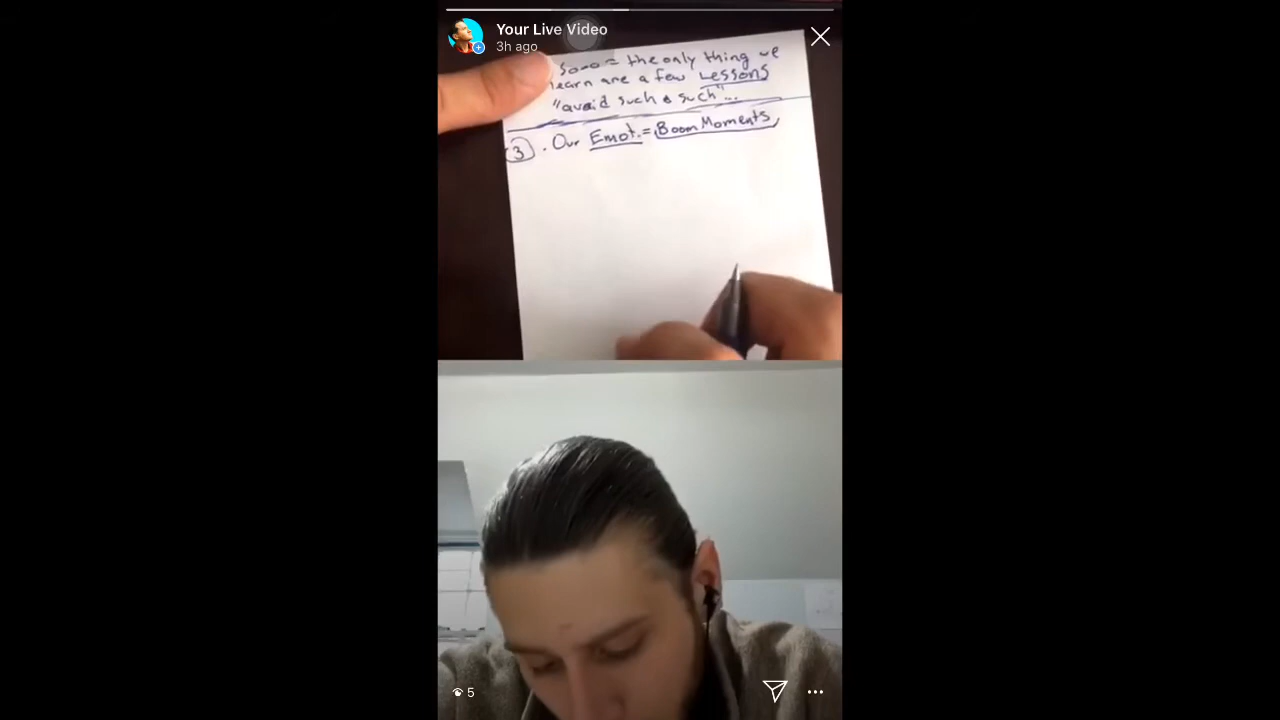 Your Live Video
3h ago
So→o = the only thing we
learn are a few Lessons
"avoid such & such"...
3. Our Emot. = Boom Moments
5